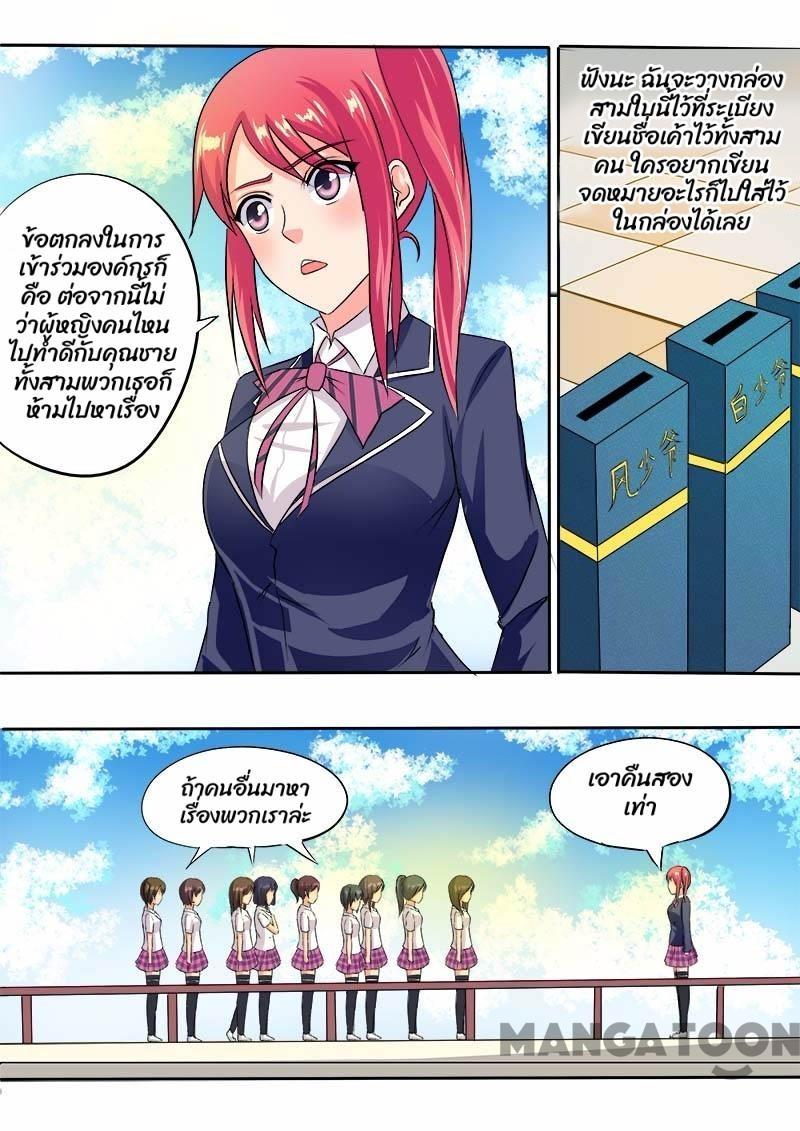 ข้อตกลงในการ
เข้าร่วมองค์กรก็
คือ ต่อจากนี้ไม่
ว่าผู้หญิงคนไหน
ไปทำดีกับคุณชาย
ทั้งสามพวกเธอก็
ห้ามไปหาเรื่อง
ฟังนะ ฉันจะวางกล่อง
สามใบนี้ไว้ที่ระเบียง
เขียนชื่อเค้าไว้ทั้งสาม
คน ใครอยากเขียน
จดหมายอะไรก็ไปใส่ไว้
ในกล่องได้เลย
风少爷
白少爷
ถ้าคนอื่นมาหา
เรื่องพวกเราล่ะ
เอาคืนสอง
เท่า
MANGATOON